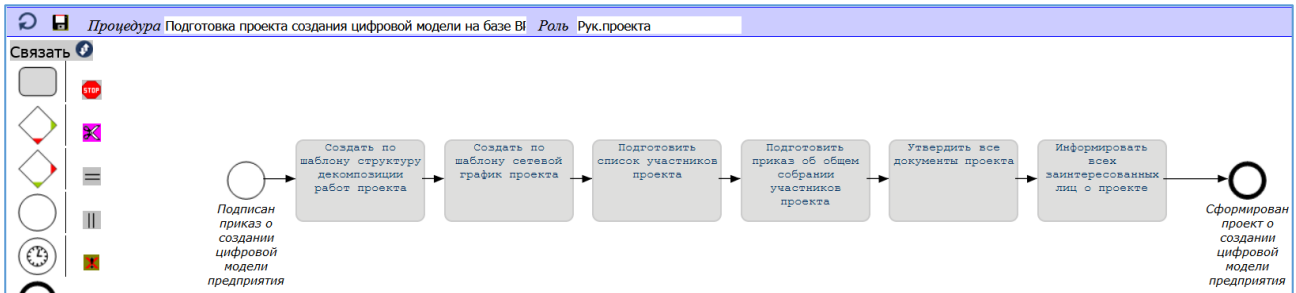 Процедура Подготовка проекта создания цифровой модели на базе BI Роль Рук.проекта
Связать
STOP
Создать по
шаблону структуру
декомпозиции
работ проекта
Создать по
шаблону сетевой
график проекта
Подготовить
список участников
проекта
Подготовить
приказ об общем
собрании
участников
проекта
Утвердить все
документы проекта
Информировать
всех
заинтересованных
лиц о проекте
Подписан
приказ о
создании
цифровой
модели
предприятия
Сформирован
проект о
создании
цифровой
модели
предприятия